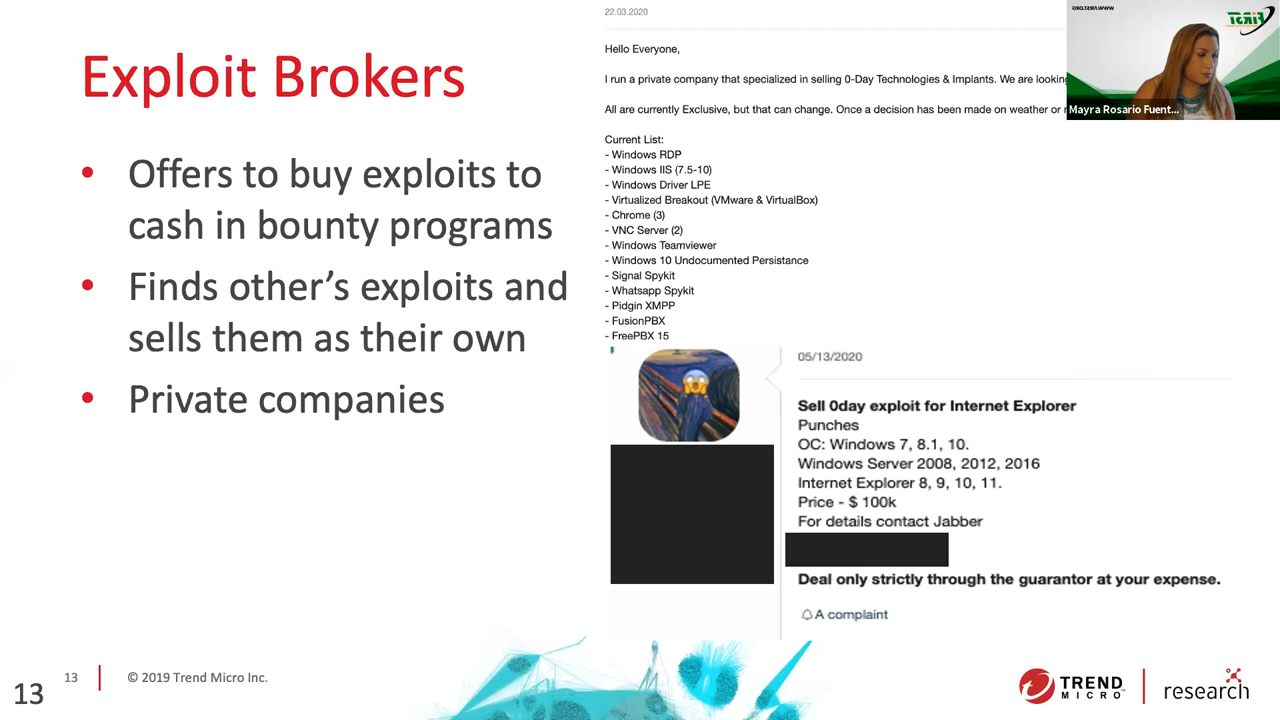 Exploit Brokers
• Offers to buy exploits to
cash in bounty programs
• Finds other's exploits and
sells them as their own
• Private companies
22.03.2020
Hello Everyone,
I run a private company that specialized in selling 0-Day Technologies & Implants. We are looking
All are currently Exclusive, but that can change. Once a decision has been made on weather or
Current List:
- Windows RDP
- Windows IIS (7.5-10)
- Windows Driver LPE
- Virtualized Breakout (VMware & VirtualBox)
- Chrome (3)
- VNC Server (2)
- Windows Teamviewer
- Windows 10 Undocumented Persistance
- Signal Spykit
- Whatsapp Spykit
- Pidgin XMPP
- FusionPBX
- FreePBX 15
WWW.FIRST.ORG
FIRST
Mayra Rosario Fuent...
05/13/2020
Sell 0day exploit for Internet Explorer
Punches
OC: Windows 7, 8.1, 10.
Windows Server 2008, 2012, 2016
Internet Explorer 8, 9, 10, 11.
Price - $ 100k
For details contact Jabber
Deal only strictly through the guarantor at your expense.
A complaint
13
13
© 2019 Trend Micro Inc.
TREND
MICRO
research